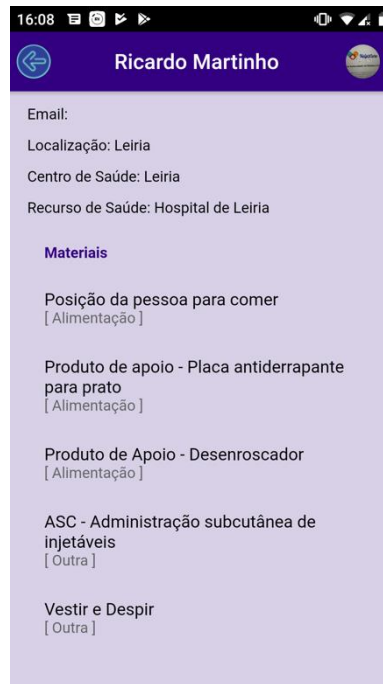 16:08
Ricardo Martinho
Email:
Localização: Leiria
Centro de Saúde: Leiria
Recurso de Saúde: Hospital de Leiria
Materiais
Posição da pessoa para comer
[ Alimentação ]
Produto de apoio - Placa antiderrapante
para prato
[ Alimentação ]
Produto de Apoio - Desenroscador
[ Alimentação ]
ASC - Administração subcutânea de
injetáveis
[ Outra ]
Vestir e Despir
[ Outra ]